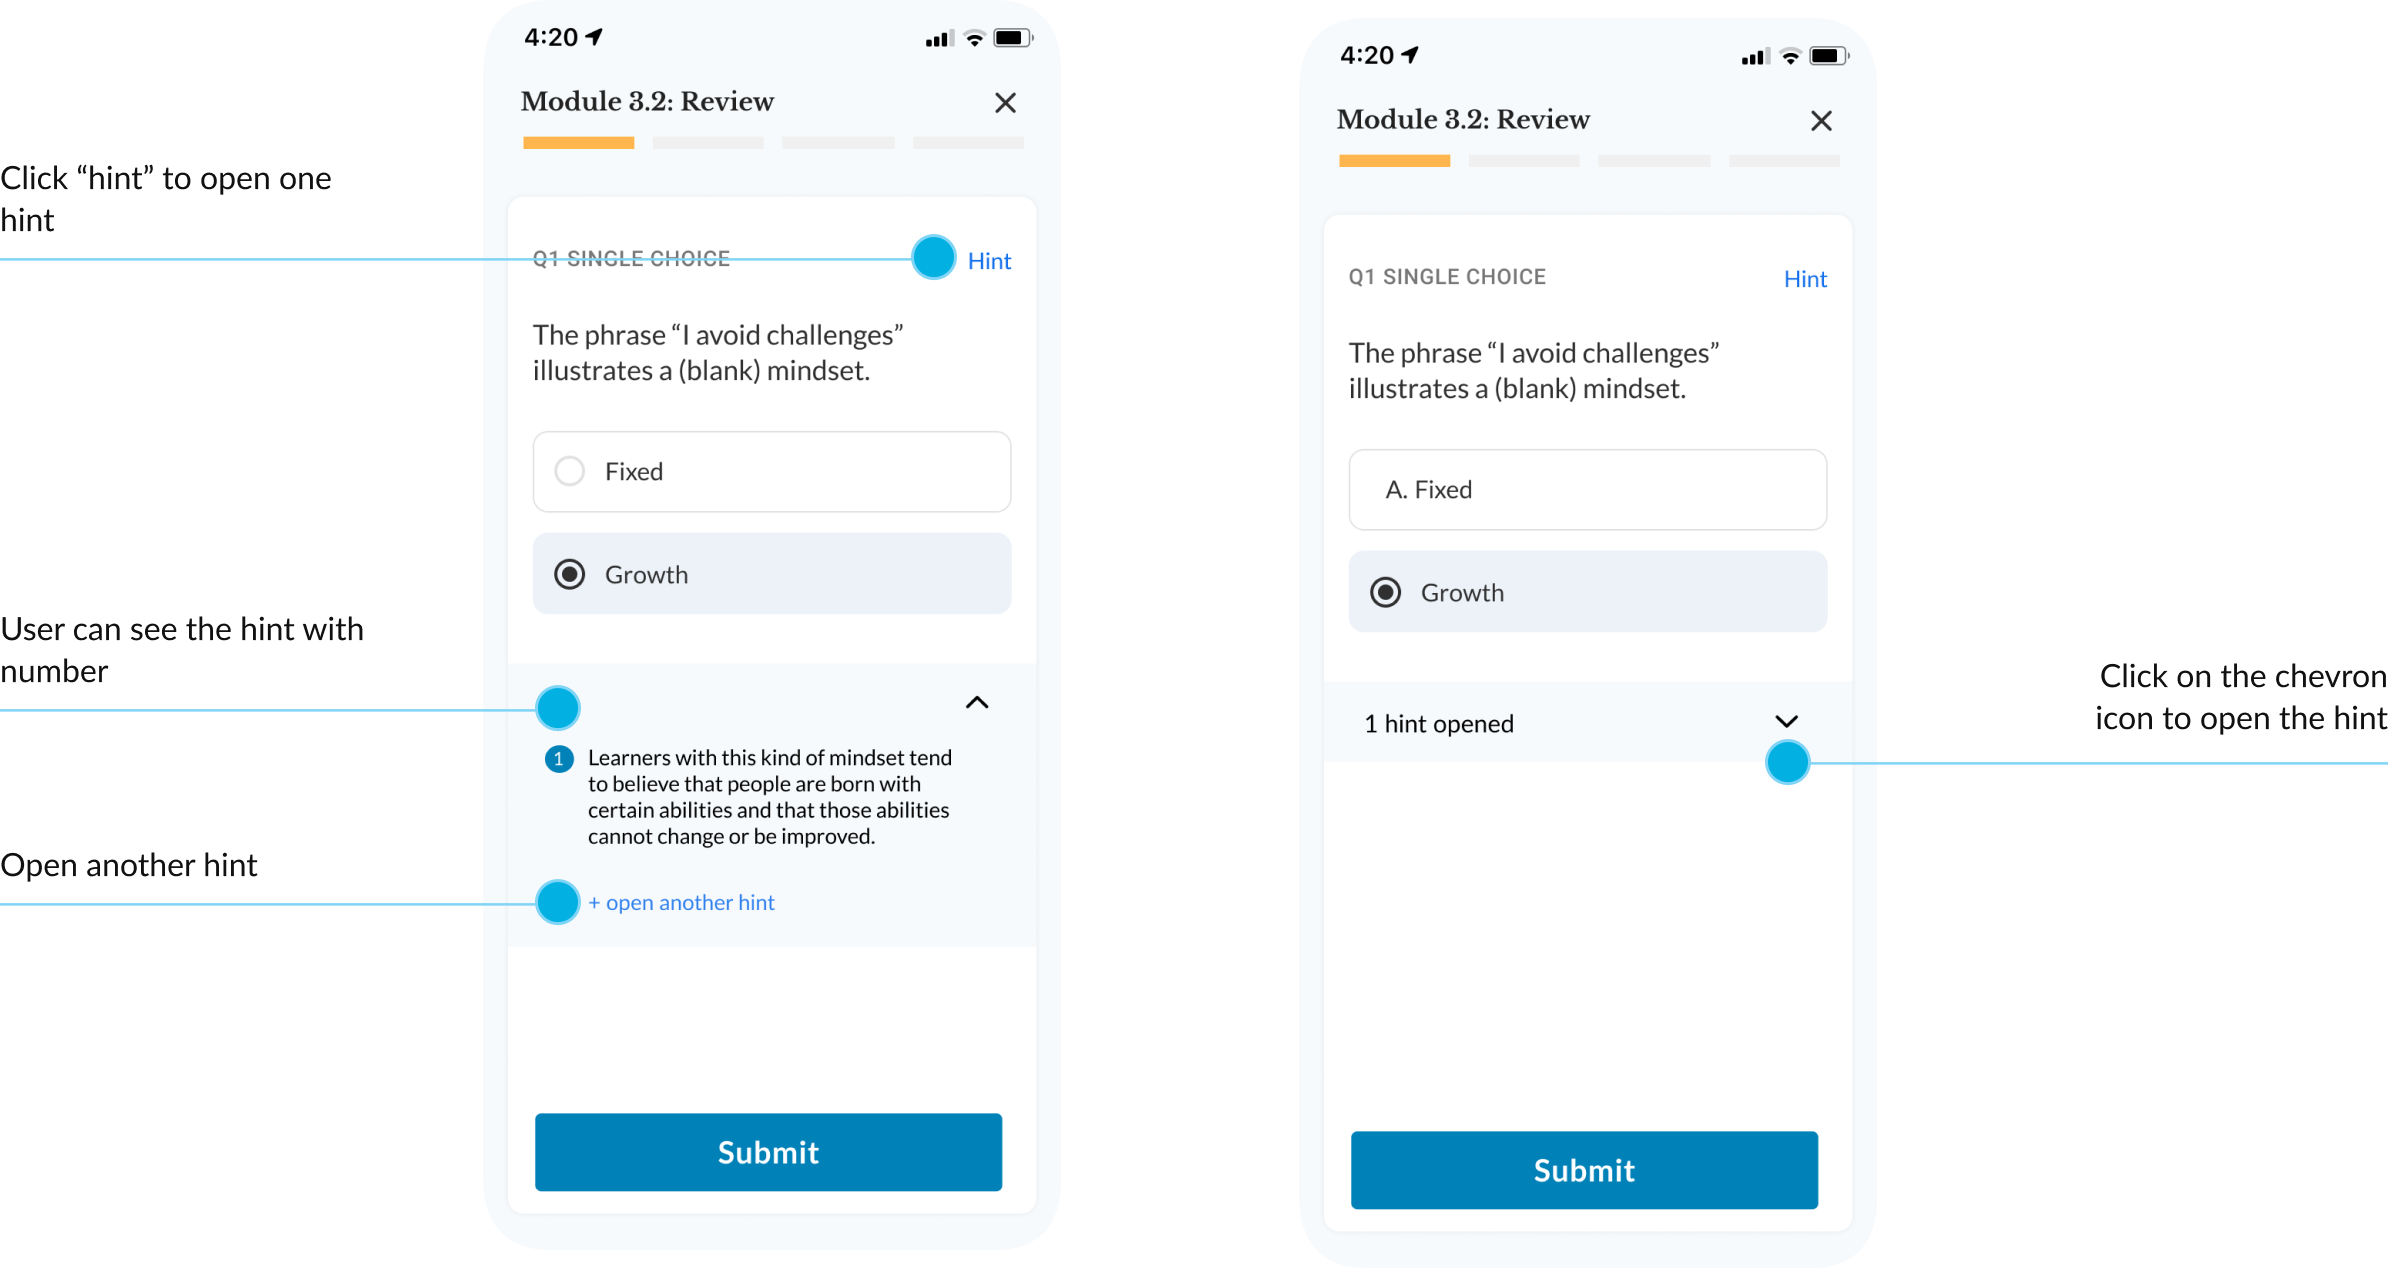 Click “hint” to open one
hint
User can see the hint with
number
Open another hint
4:20
Module 3.2: Review
Q1 SINGLE CHOICE
Hint
The phrase “I avoid challenges”
illustrates a (blank) mindset.
Fixed
Growth
1
Learners with this kind of mindset tend
to believe that people are born with
certain abilities and that those abilities
cannot change or be improved.
+ open another hint
Submit
4:20
Module 3.2: Review
Q1 SINGLE CHOICE
Hint
The phrase “I avoid challenges”
illustrates a (blank) mindset.
A. Fixed
Growth
1 hint opened
Submit
Click on the chevron
icon to open the hint